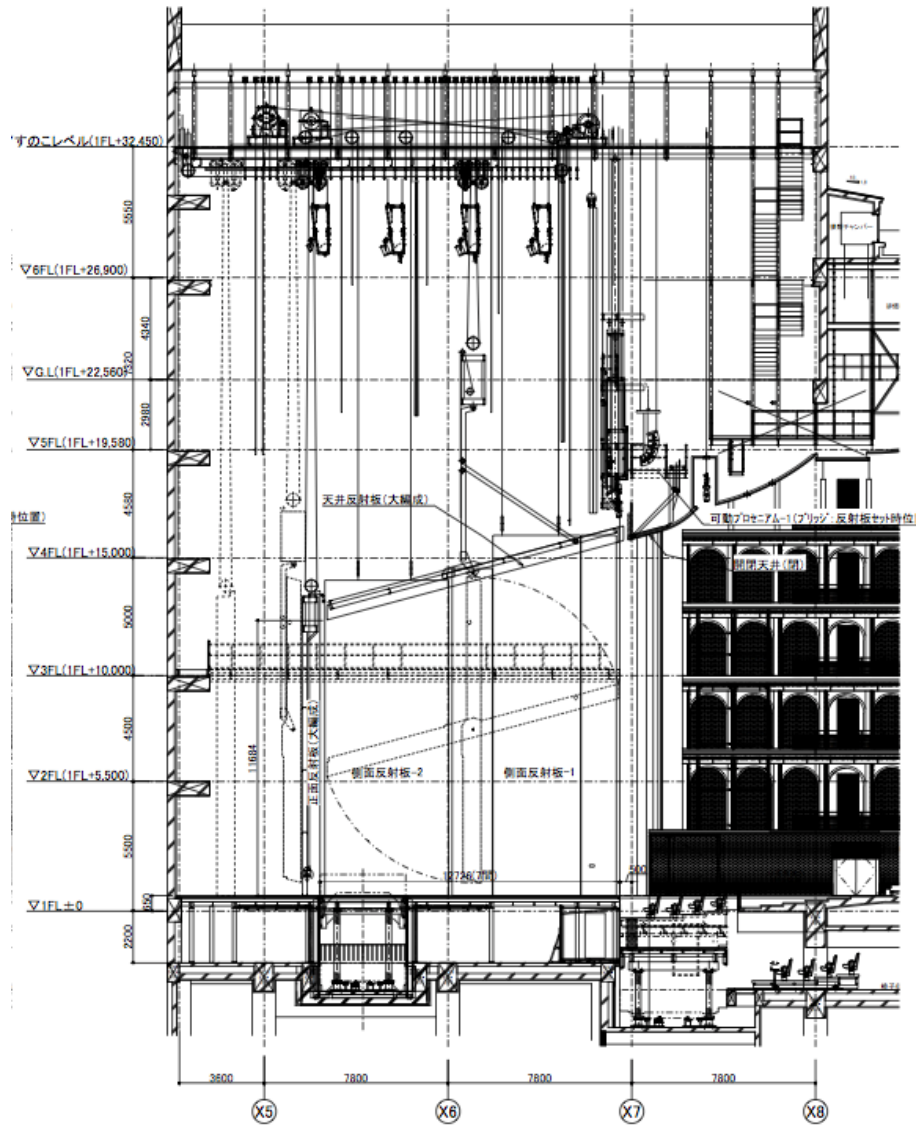 すのこレベル(1FL+32,450)
5550
▽6FL(1FL+26,900)
4340
7320
▽G.L(1FL+22,560)
2980
▽5FL(1FL+19,580)
天井反射板(大編成)
4580
可動プロセニアム-1(ブリッジ:反射板セット時位
▽4FL(1FL+15,000)
開閉天井(閉)
5000
▽3FL(1FL+10,000)
4500
正面反射板(大編成)
11684
▽2FL(1FL+5,500)
側面反射板-2
側面反射板-1
5500
12726(7間)
500
650
▽1FL±0
2200
3600
7800
7800
7800
X5
X6
X7
X8